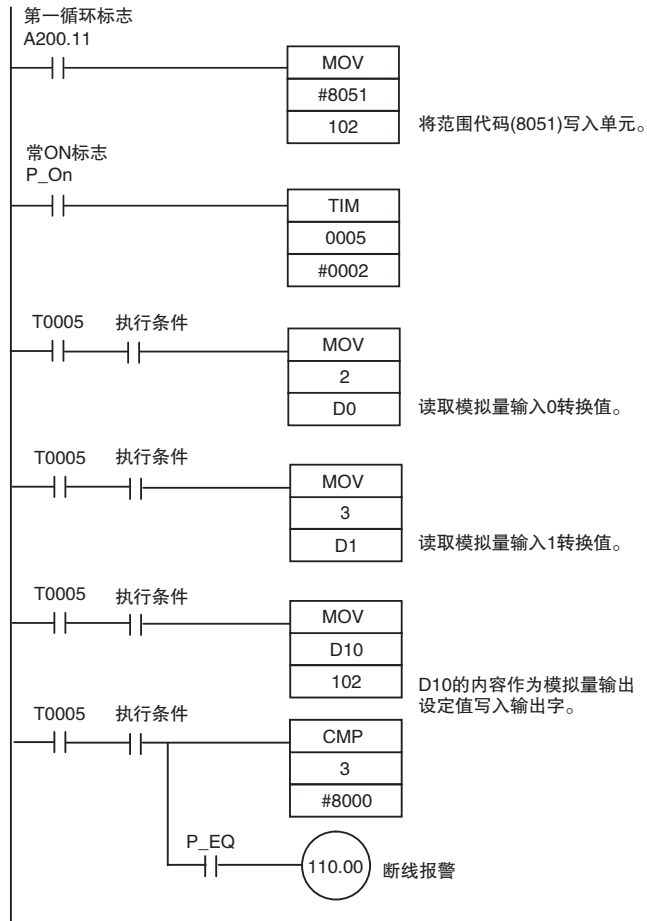 第一循环标志
A200.11
MOV
#8051
102
将范围代码(8051)写入单元。
常ON标志
P_On
TIM
0005
#0002
T0005 执行条件
MOV
2
D0
读取模拟量输入0转换值。
T0005 执行条件
MOV
3
D1
读取模拟量输入1转换值。
T0005 执行条件
MOV
D10
102
D10的内容作为模拟量输出
设定值写入输出字。
T0005 执行条件
CMP
3
#8000
P_EQ
110.00
断线报警